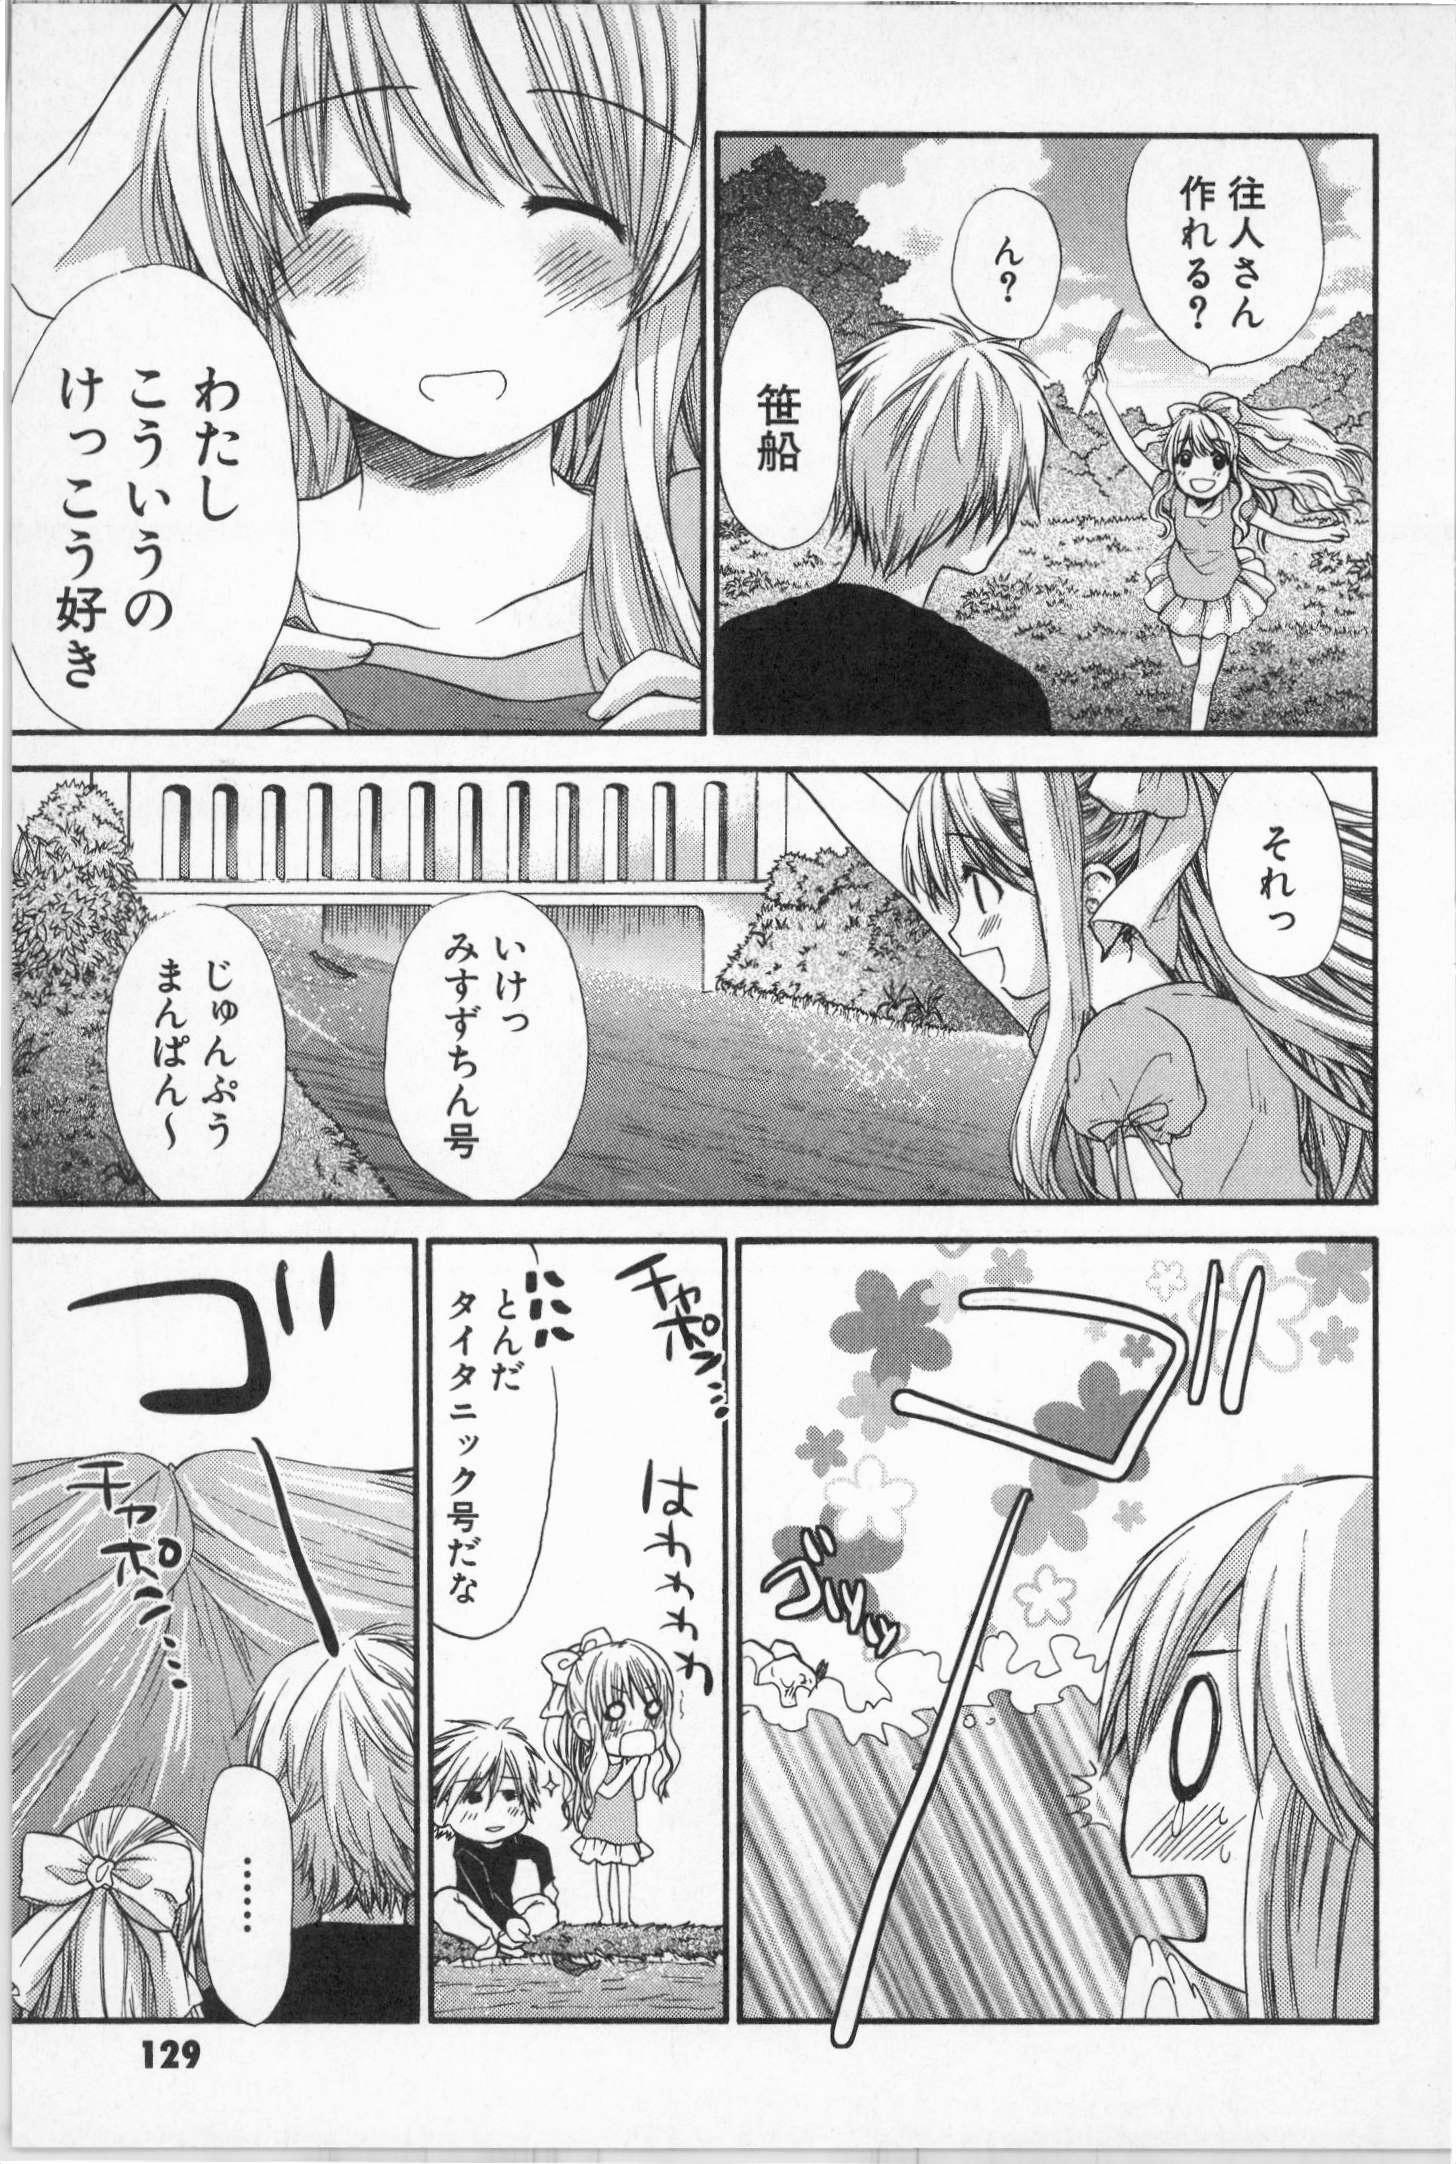 往人さん
作れる？
ん？
笹船
わたし
こういうの
けっこう好き
それっ
いけっ
みすずちん号
じゅんぷう
まんぱん〜
ゴーッ
チャポン…
はわわわわ
とんだ
タイタニック号だな
ゴー
チャポン…
……
129